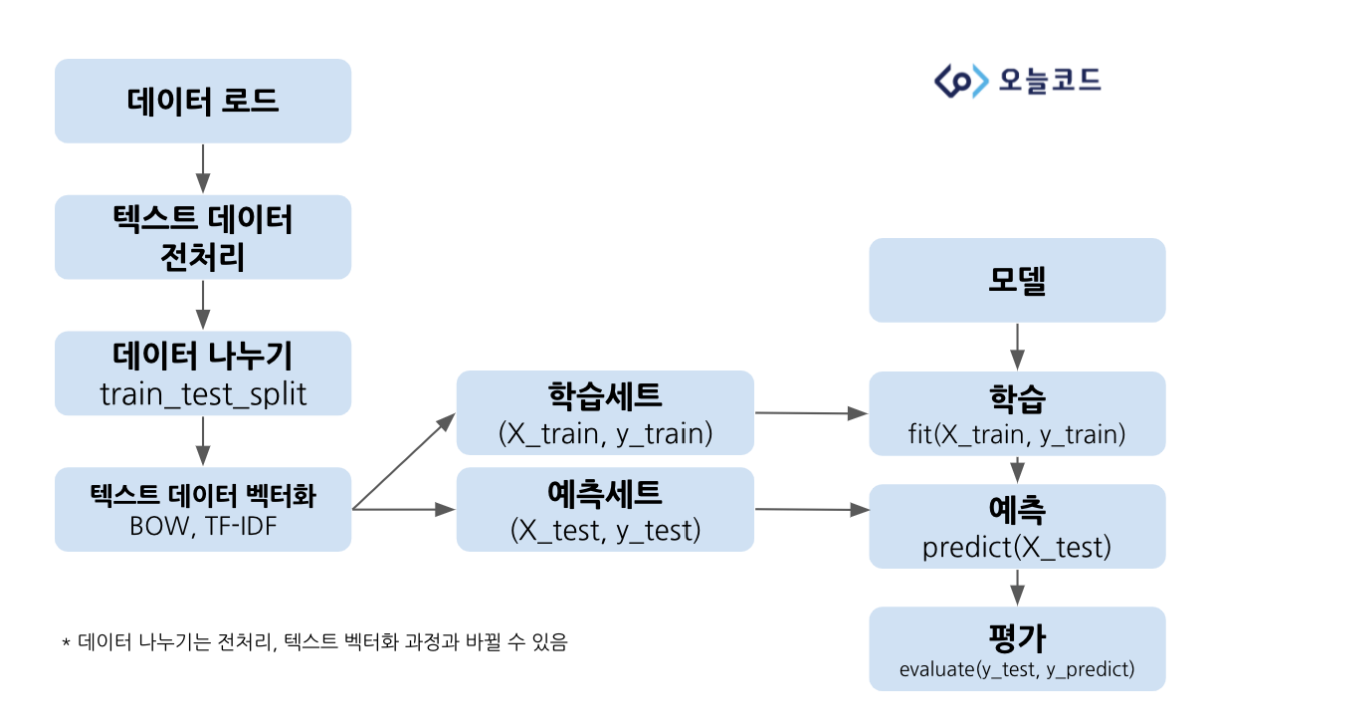 오늘코드
데이터 로드
텍스트 데이터
전처리
데이터 나누기
train_test_split
텍스트 데이터 벡터화
BOW, TF-IDF
학습세트
(X_train, y_train)
예측세트
(X_test, y_test)
모델
학습
fit(X_train, y_train)
예측
predict(X_test)
평가
evaluate(y_test, y_predict)
* 데이터 나누기는 전처리, 텍스트 벡터화 과정과 바뀔 수 있음